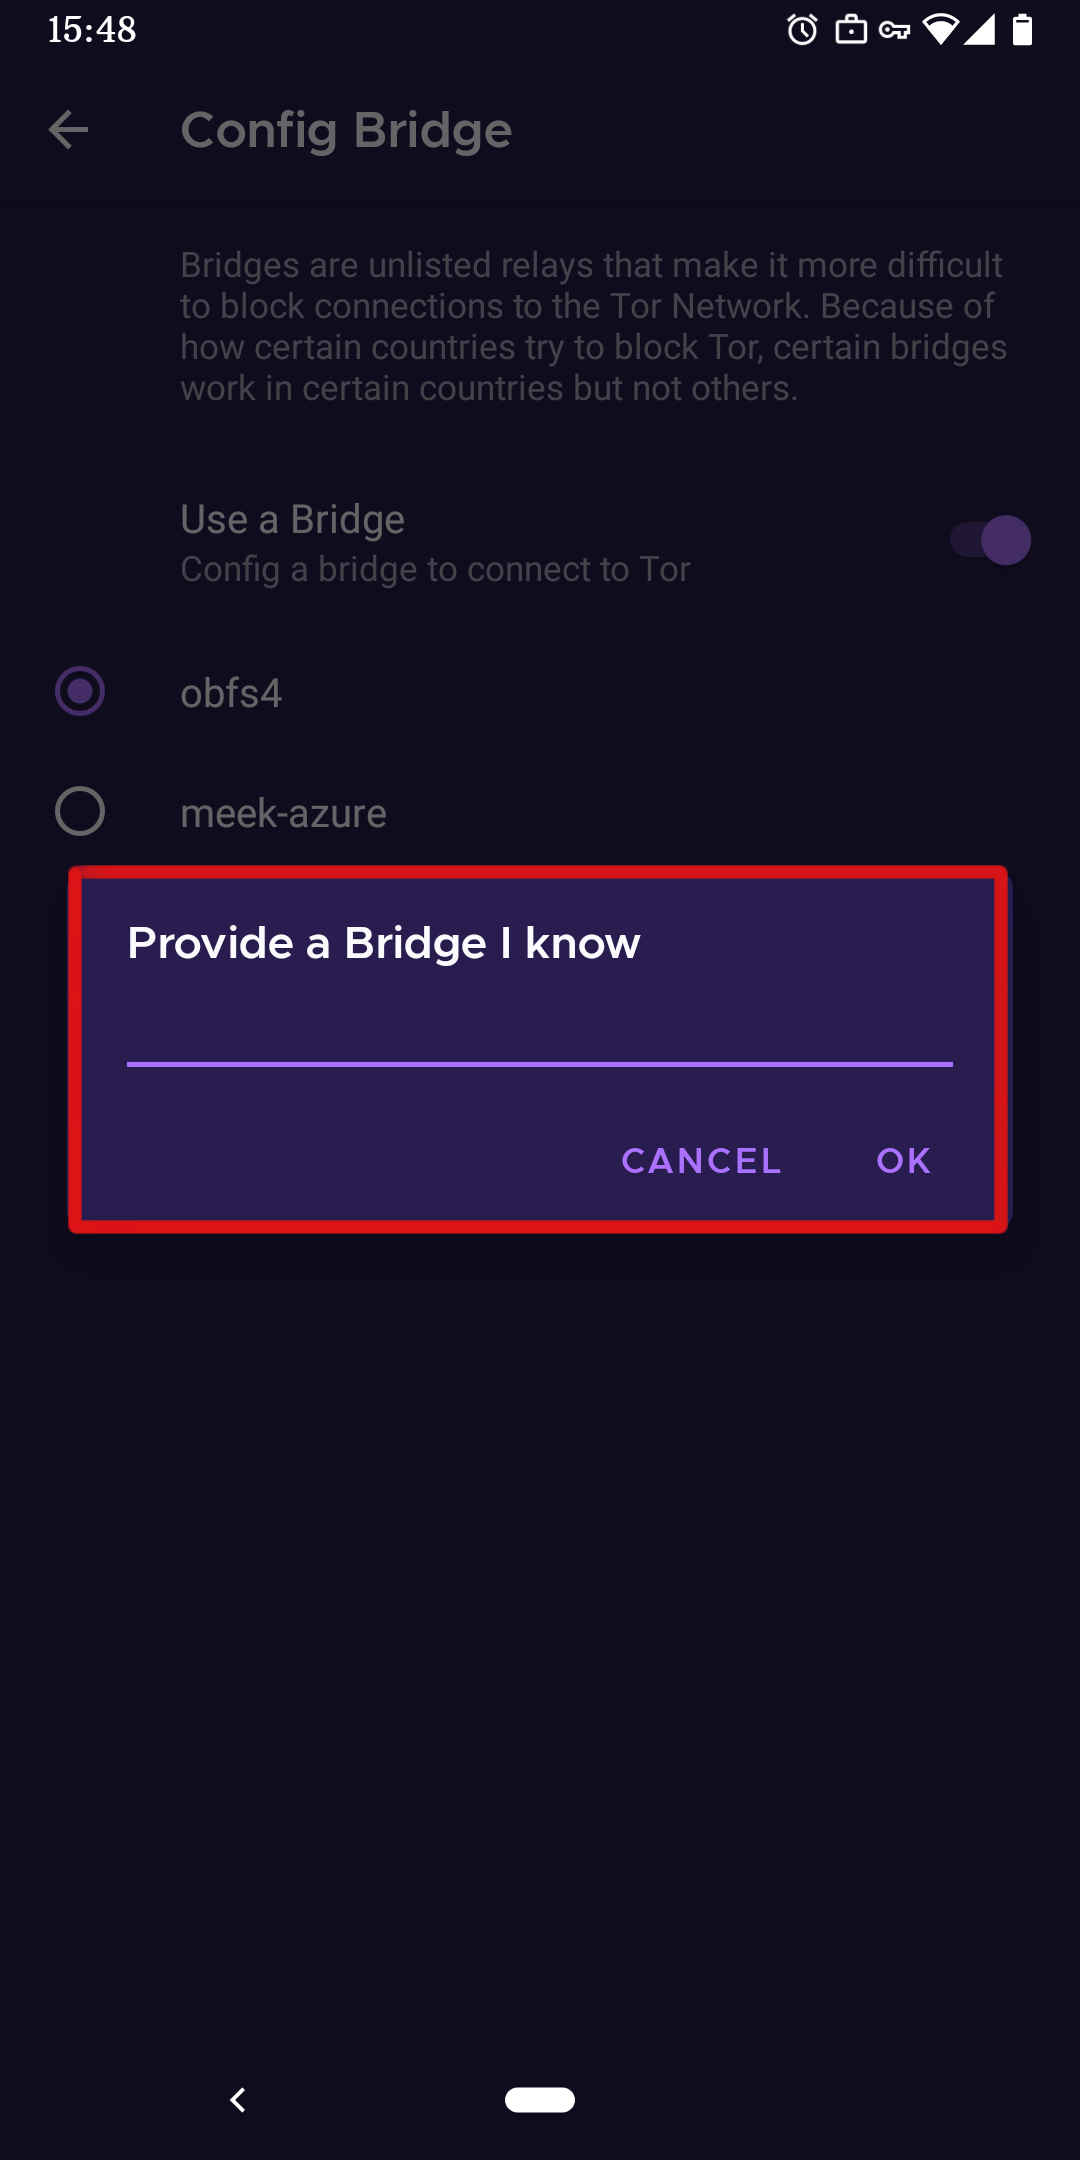 15:48
Config Bridge
Bridges are unlisted relays that make it more difficult
to block connections to the Tor Network. Because of
how certain countries try to block Tor, certain bridges
work in certain countries but not others.
Use a Bridge
Config a bridge to connect to Tor
obfs4
meek-azure
Provide a Bridge I know
CANCEL OK